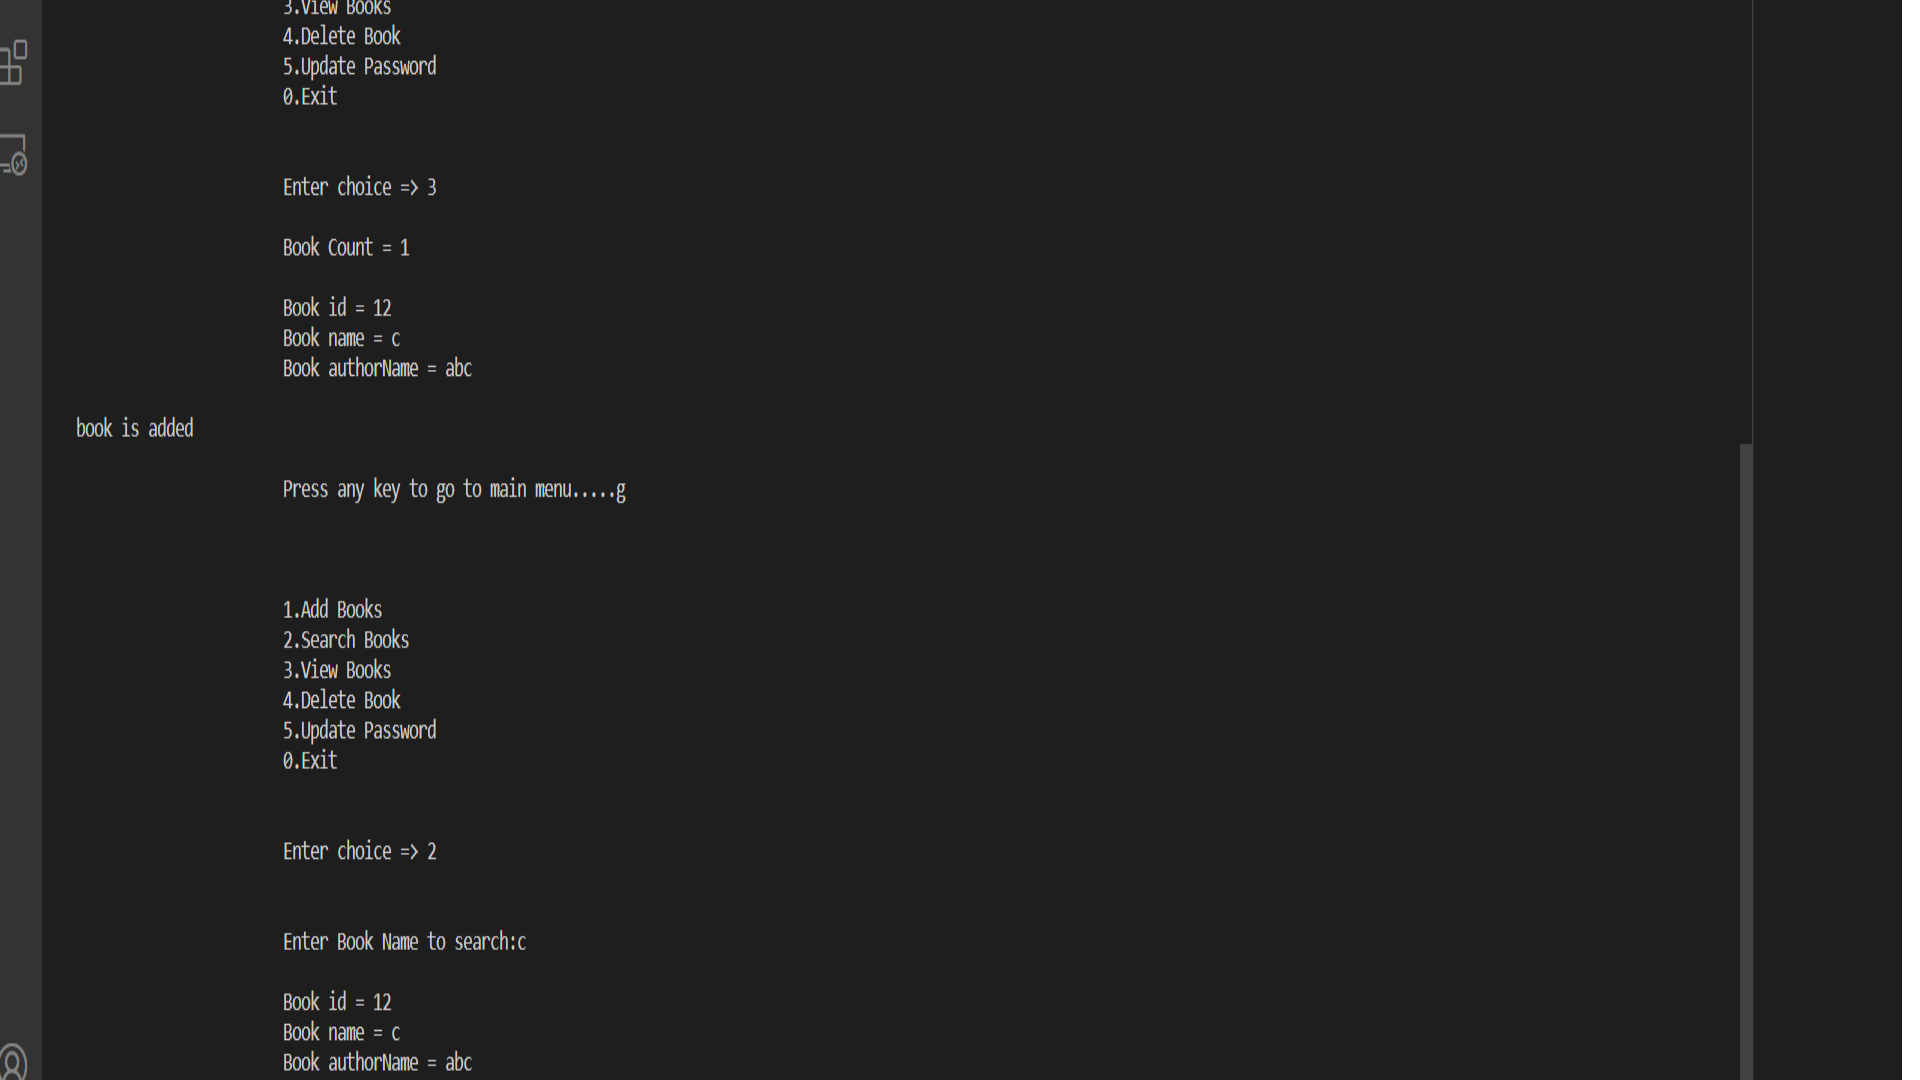 3.View Books
4.Delete Book
5.Update Password
0.Exit
Enter choice => 3
Book Count = 1
Book id = 12
Book name = c
Book authorName = abc
book is added
Press any key to go to main menu.....g
1.Add Books
2.Search Books
3.View Books
4.Delete Book
5.Update Password
0.Exit
Enter choice => 2
Enter Book Name to search:c
Book id = 12
Book name = c
Book authorName = abc